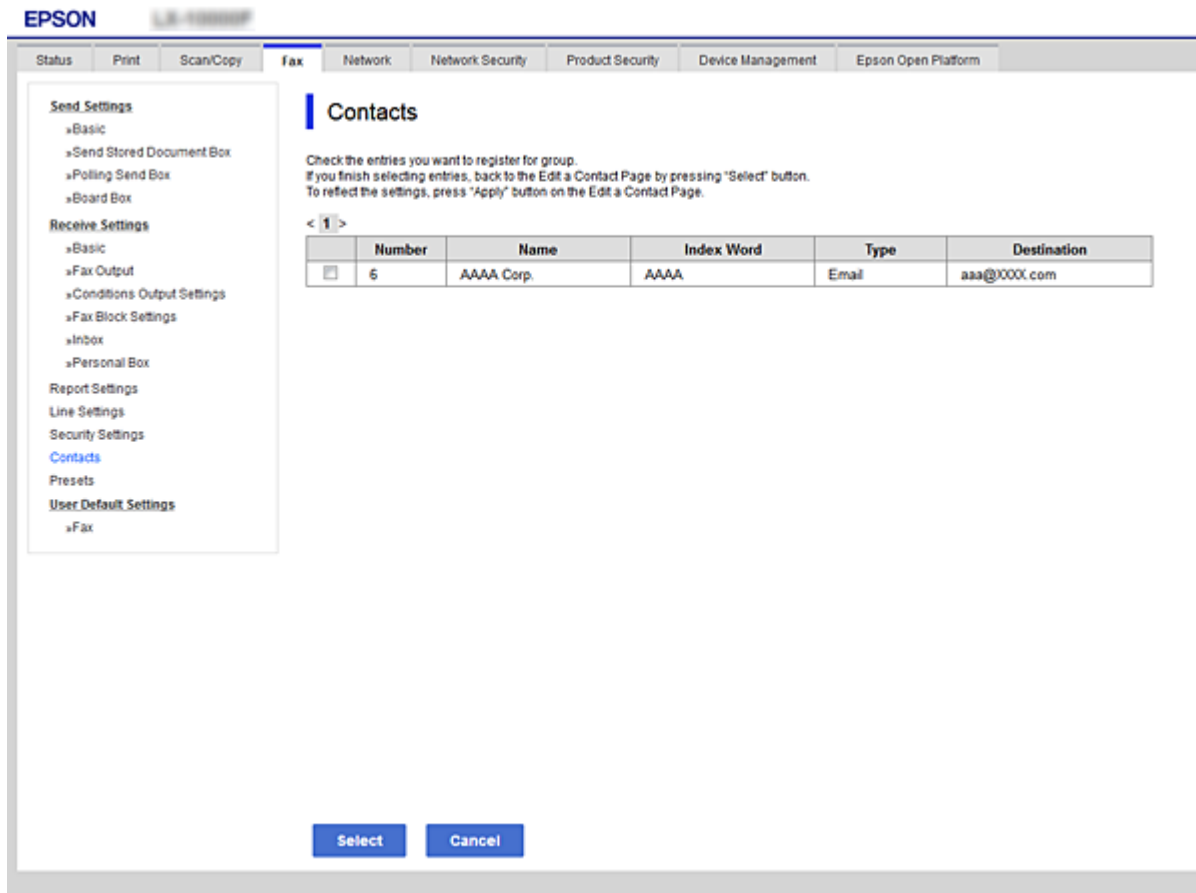 EPSON
Status Print Scan/Copy Fax Network Network Security Product Security Device Management Epson Open Platform
Send Settings
»Basic
»Send Stored Document Box
»Polling Send Box
»Board Box
Receive Settings
»Basic
»Fax Output
»Conditions Output Settings
»Fax Block Settings
»Inbox
»Personal Box
Report Settings
Line Settings
Security Settings
Contacts
Presets
User Default Settings
»Fax
Contacts
Check the entries you want to register for group.
If you finish selecting entries, back to the Edit a Contact Page by pressing "Select" button.
To reflect the settings, press "Apply" button on the Edit a Contact Page.
< 1 >
Number Name Index Word Type Destination
6 AAAA Corp. AAAA Email aaa@XXXX.com
Select Cancel